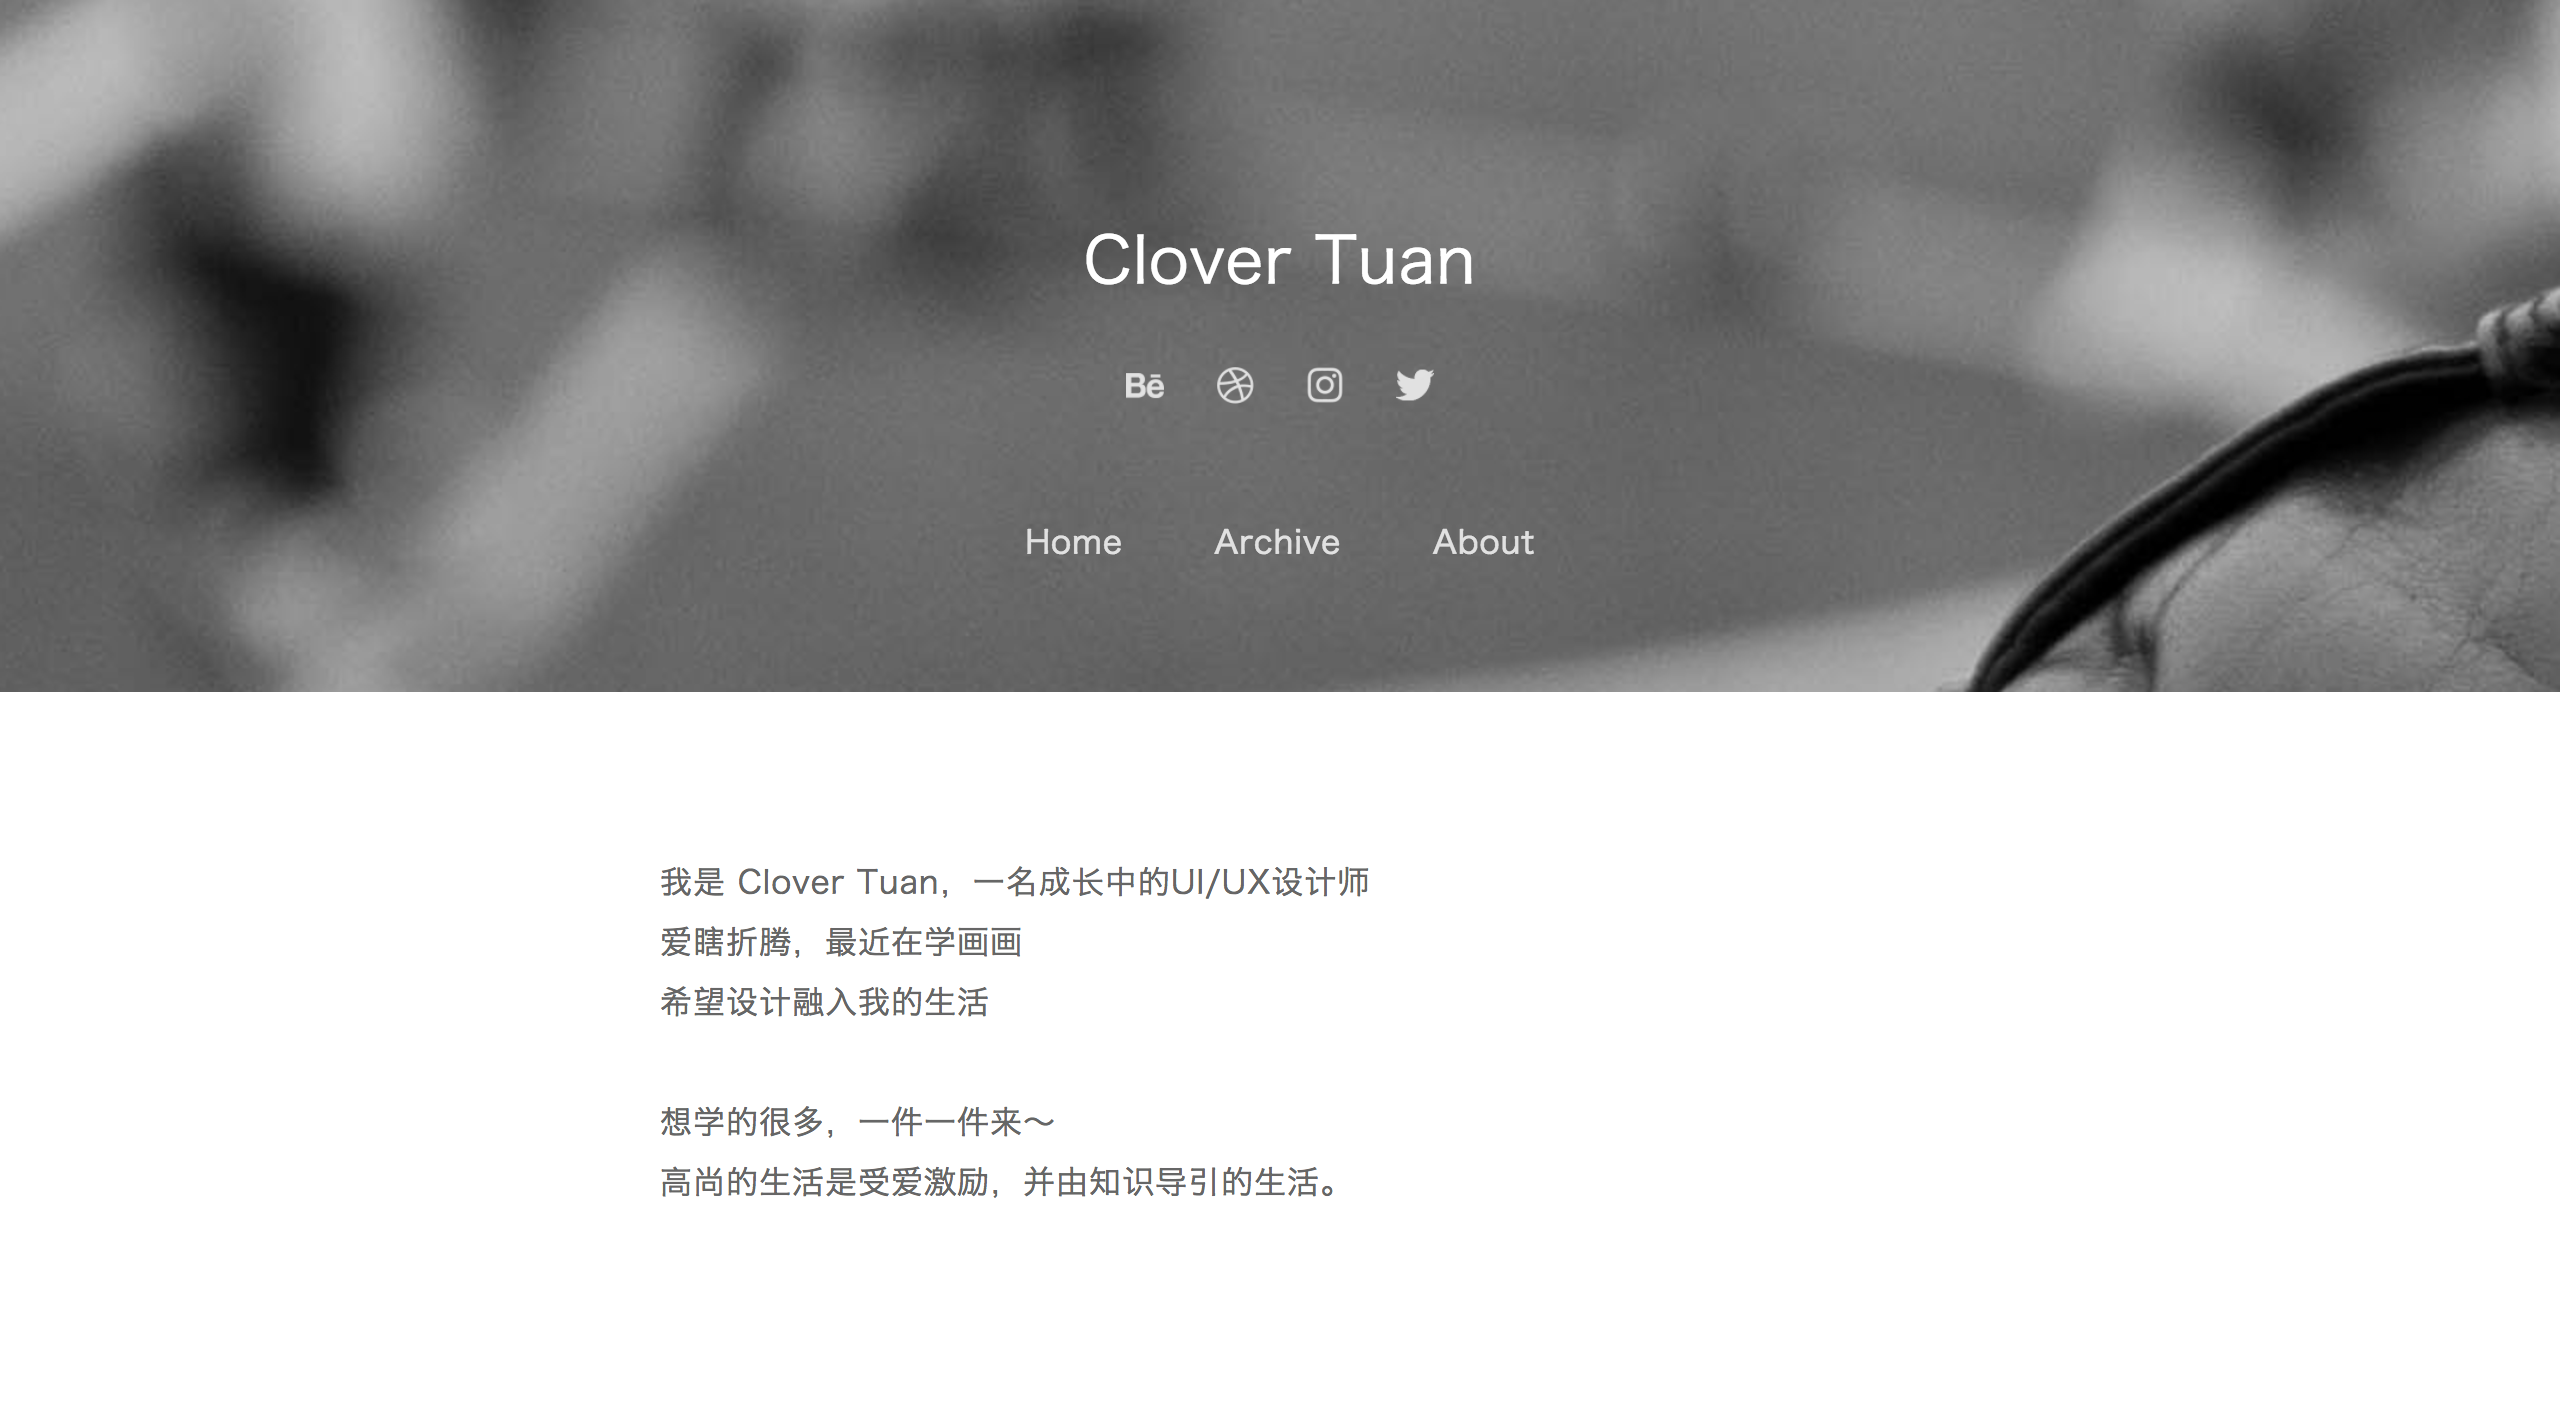 Clover Tuan
Bē
Home Archive About
我是 Clover Tuan，一名成长中的UI/UX设计师
爱瞎折腾，最近在学画画
希望设计融入我的生活
想学的很多，一件一件来～
高尚的生活是受爱激励，并由知识导引的生活。